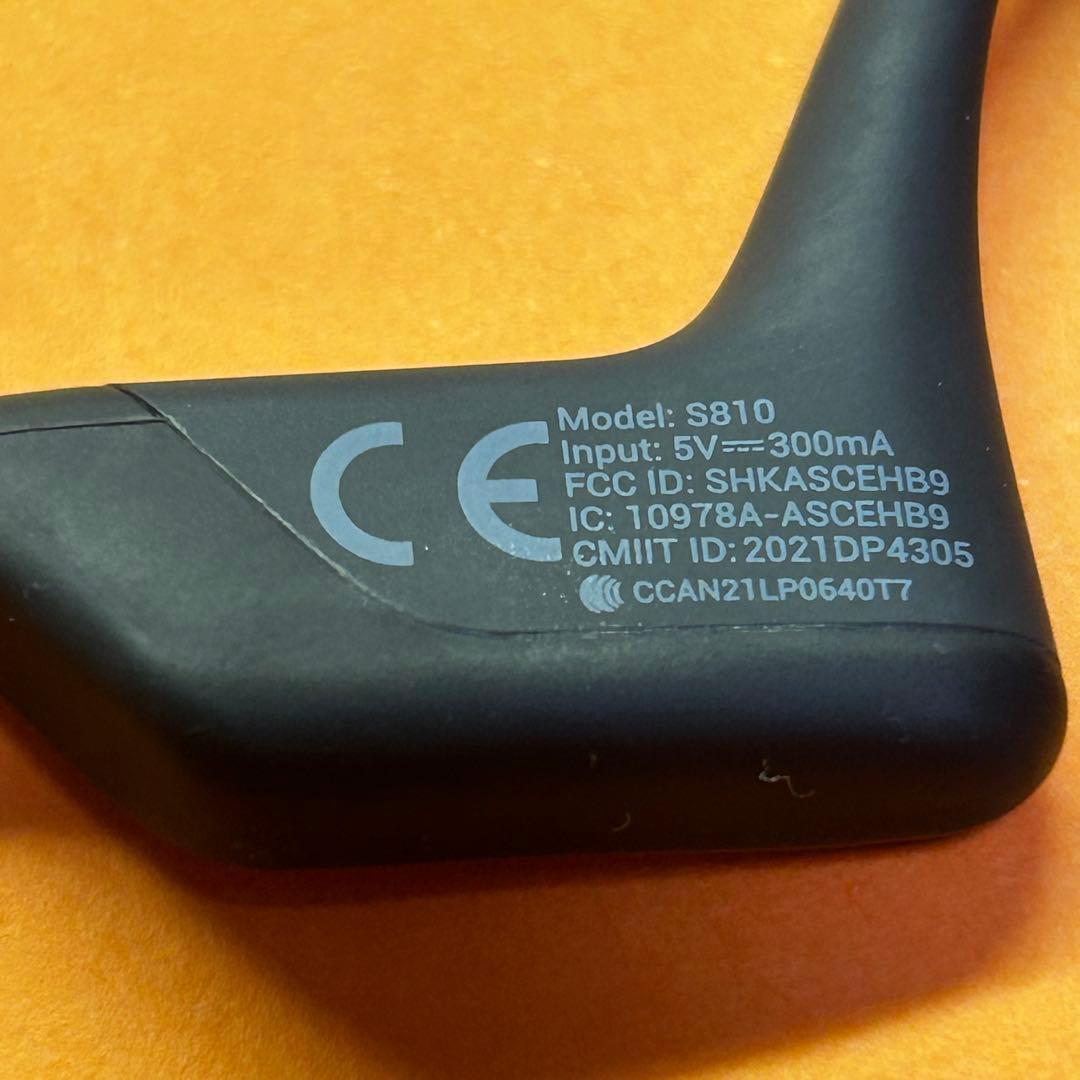 CE
Model: S810
Input: 5V⎓300mA
FCC ID: SHKASCEHB9
IC: 10978A-ASCEHB9
CMIIT ID: 2021DP4305
CCAN21LP0640T7